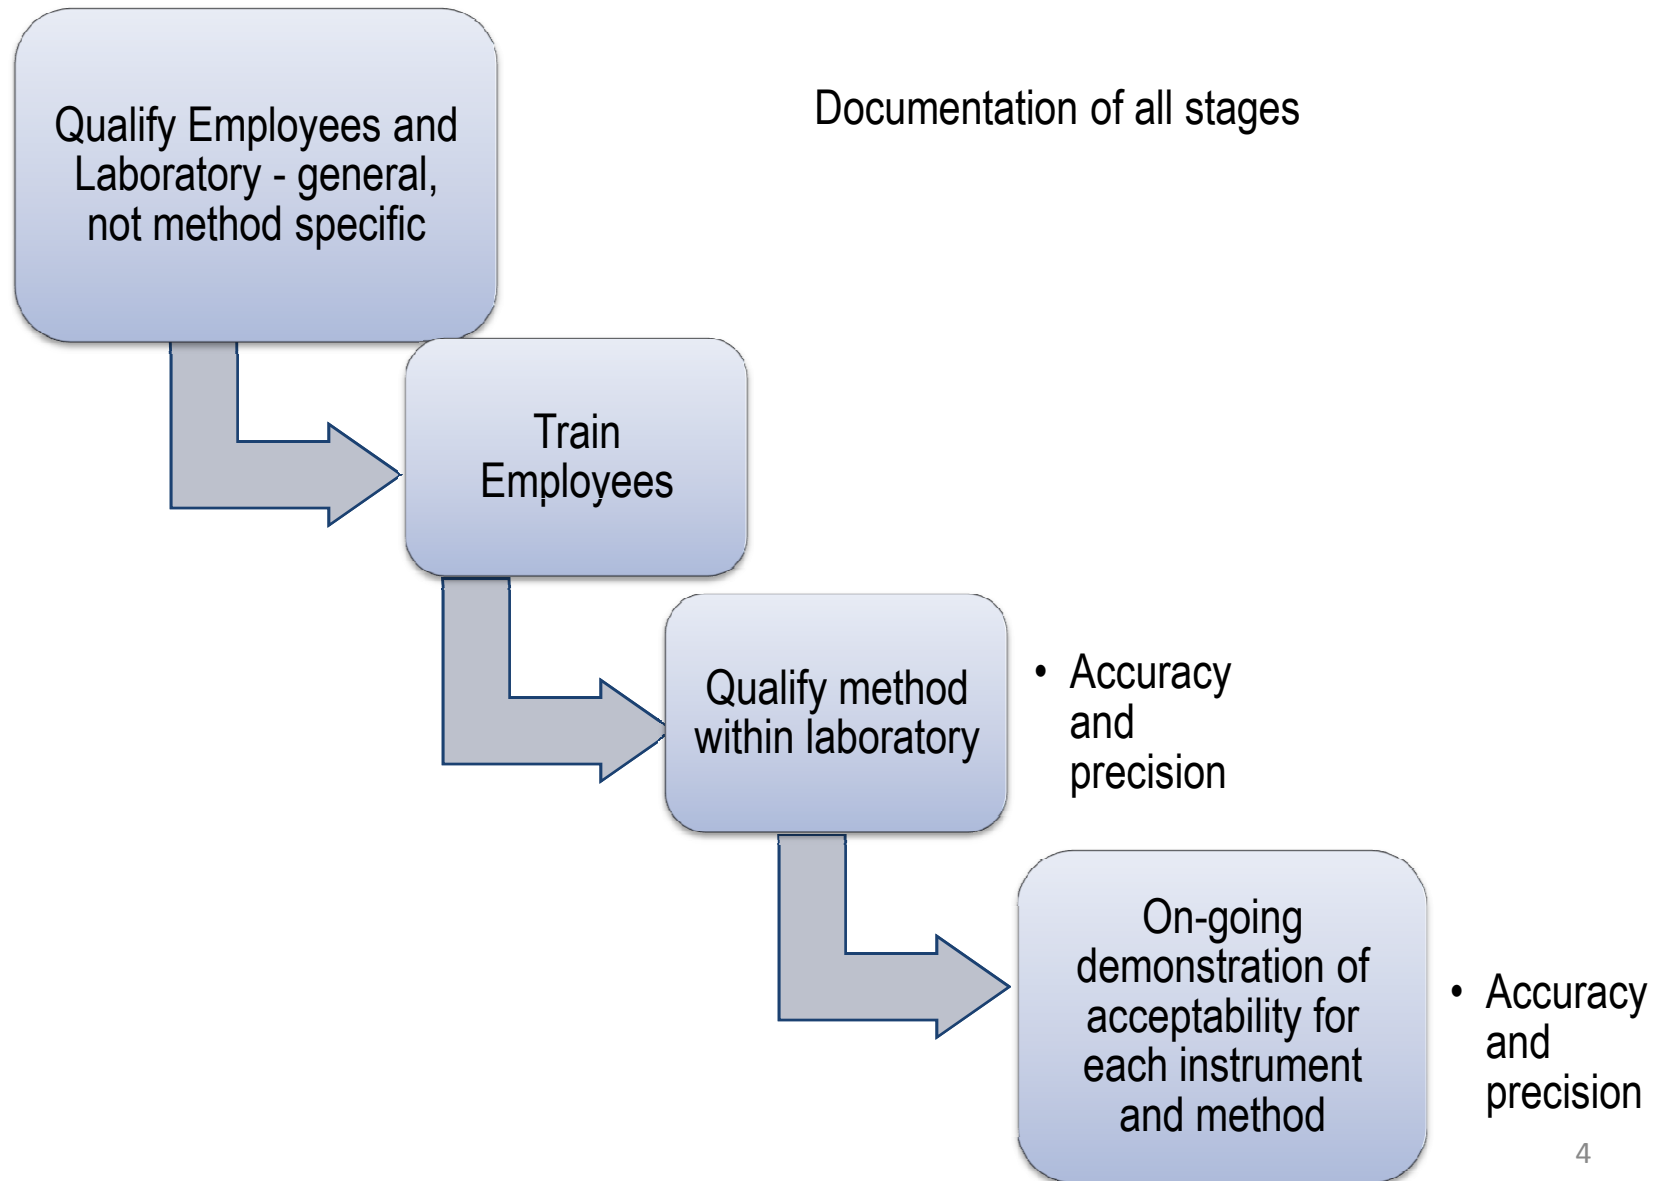 Qualify Employees and
Laboratory - general,
not method specific
Documentation of all stages
Train
Employees
Qualify method
within laboratory
• Accuracy
and
precision
On-going
demonstration of
acceptability for
each instrument
and method
• Accuracy
and
precision
4